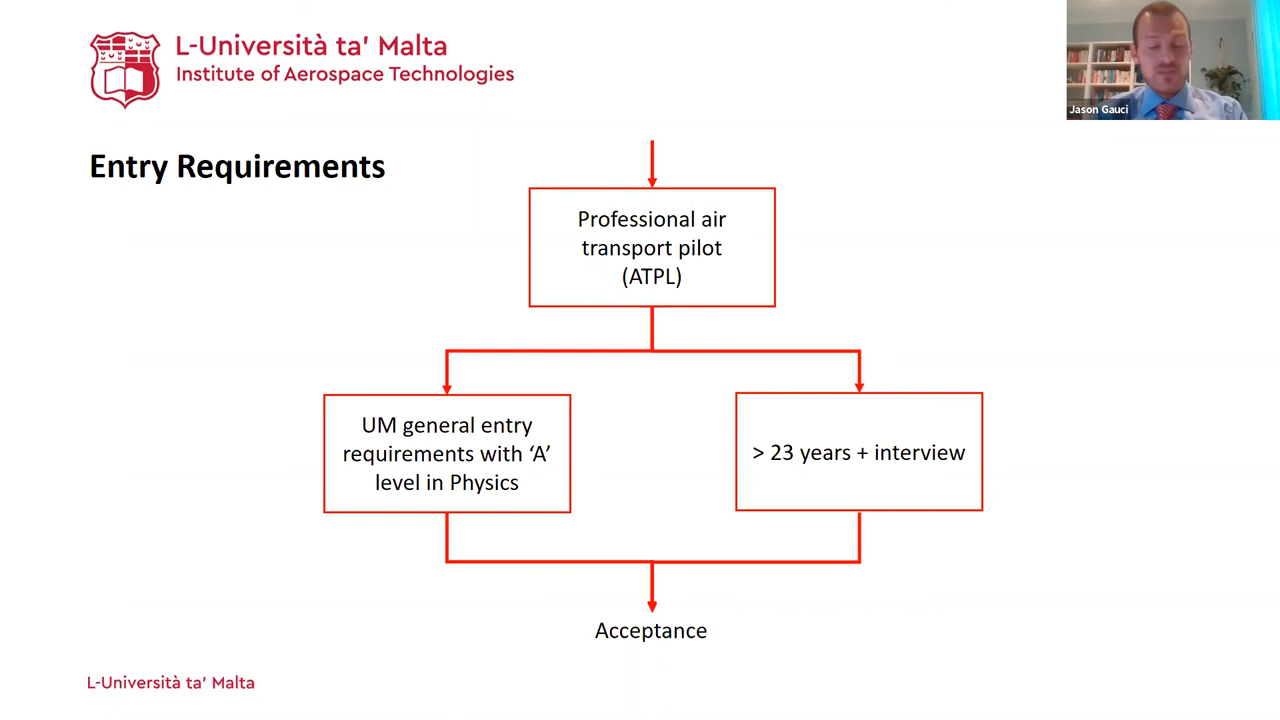 L-Università ta' Malta
Institute of Aerospace Technologies
Jason Gauci
Entry Requirements
Professional air
transport pilot
(ATPL)
UM general entry
requirements with ‘A’
level in Physics
> 23 years + interview
Acceptance
L-Università ta' Malta